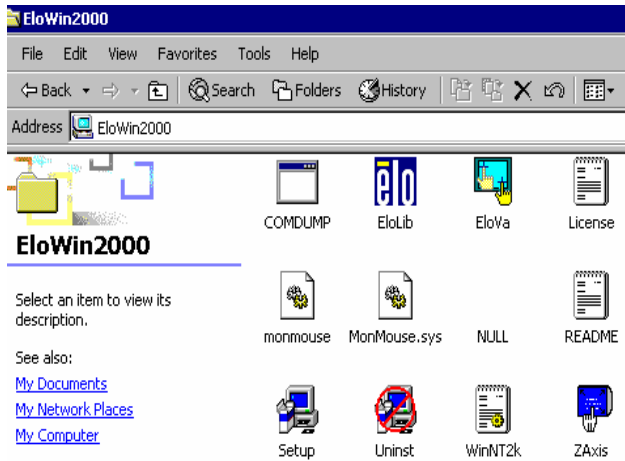 EloWin2000
File Edit View Favorites Tools Help
Back Search Folders History
Address EloWin2000
elo
COMDUMP EloLib EloVa License
EloWin2000
Select an item to view its
description.
monmouse MonMouse.sys NULL README
See also:
My Documents
My Network Places
My Computer
Setup Uninst WinNT2k ZAxis